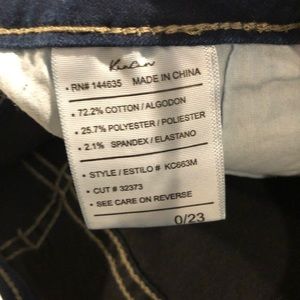 KanCan
• RN# 144635 MADE IN CHINA
• 72.2% COTTON / ALGODON
• 25.7% POLYESTER / POLIESTER
• 2.1% SPANDEX / ELASTANO
• STYLE / ESTILO # KC663M
• CUT # 32373
• SEE CARE ON REVERSE
0/23